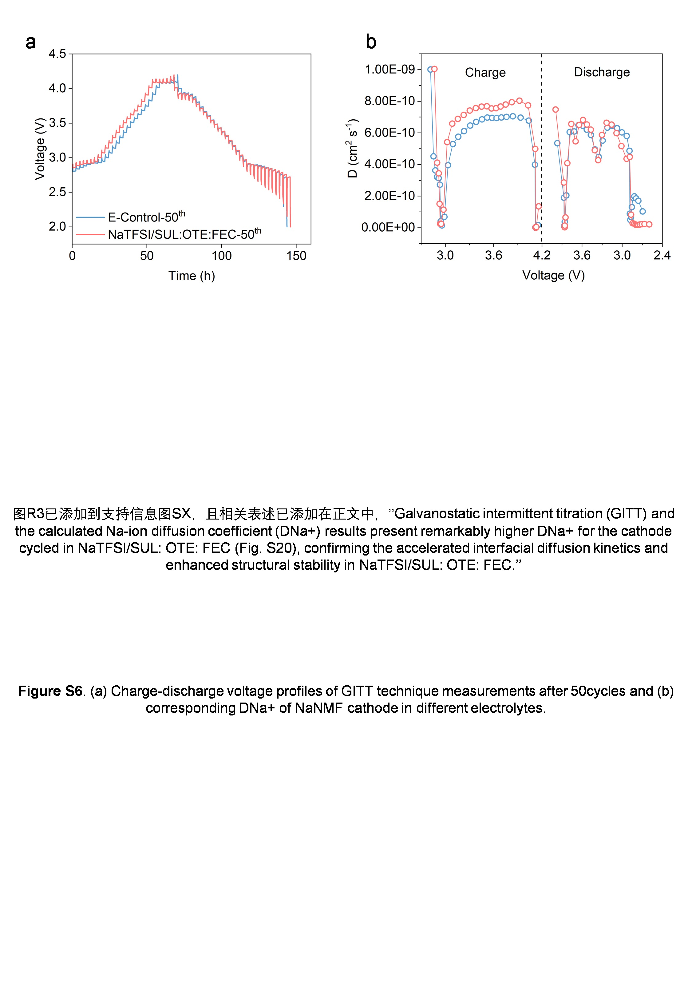 a
b
4.5
4.0
3.5
3.0
2.5
2.0
Voltage (V)
E-Control-50th
NaTFSI/SUL:OTE:FEC-50th
0
50
100
150
Time (h)
1.00E-09
8.00E-10
6.00E-10
4.00E-10
2.00E-10
0.00E+00
D (cm2 s-1)
Charge
Discharge
3.0
3.6
4.2
3.6
3.0
2.4
Voltage (V)
图R3已添加到支持信息图SX，且相关表述已添加在正文中，”Galvanostatic intermittent titration (GITT) and
the calculated Na-ion diffusion coefficient (DNa+) results present remarkably higher DNa+ for the cathode
cycled in NaTFSI/SUL: OTE: FEC (Fig. S20), confirming the accelerated interfacial diffusion kinetics and
enhanced structural stability in NaTFSI/SUL: OTE: FEC.”
Figure S6. (a) Charge-discharge voltage profiles of GITT technique measurements after 50cycles and (b)
corresponding DNa+ of NaNMF cathode in different electrolytes.